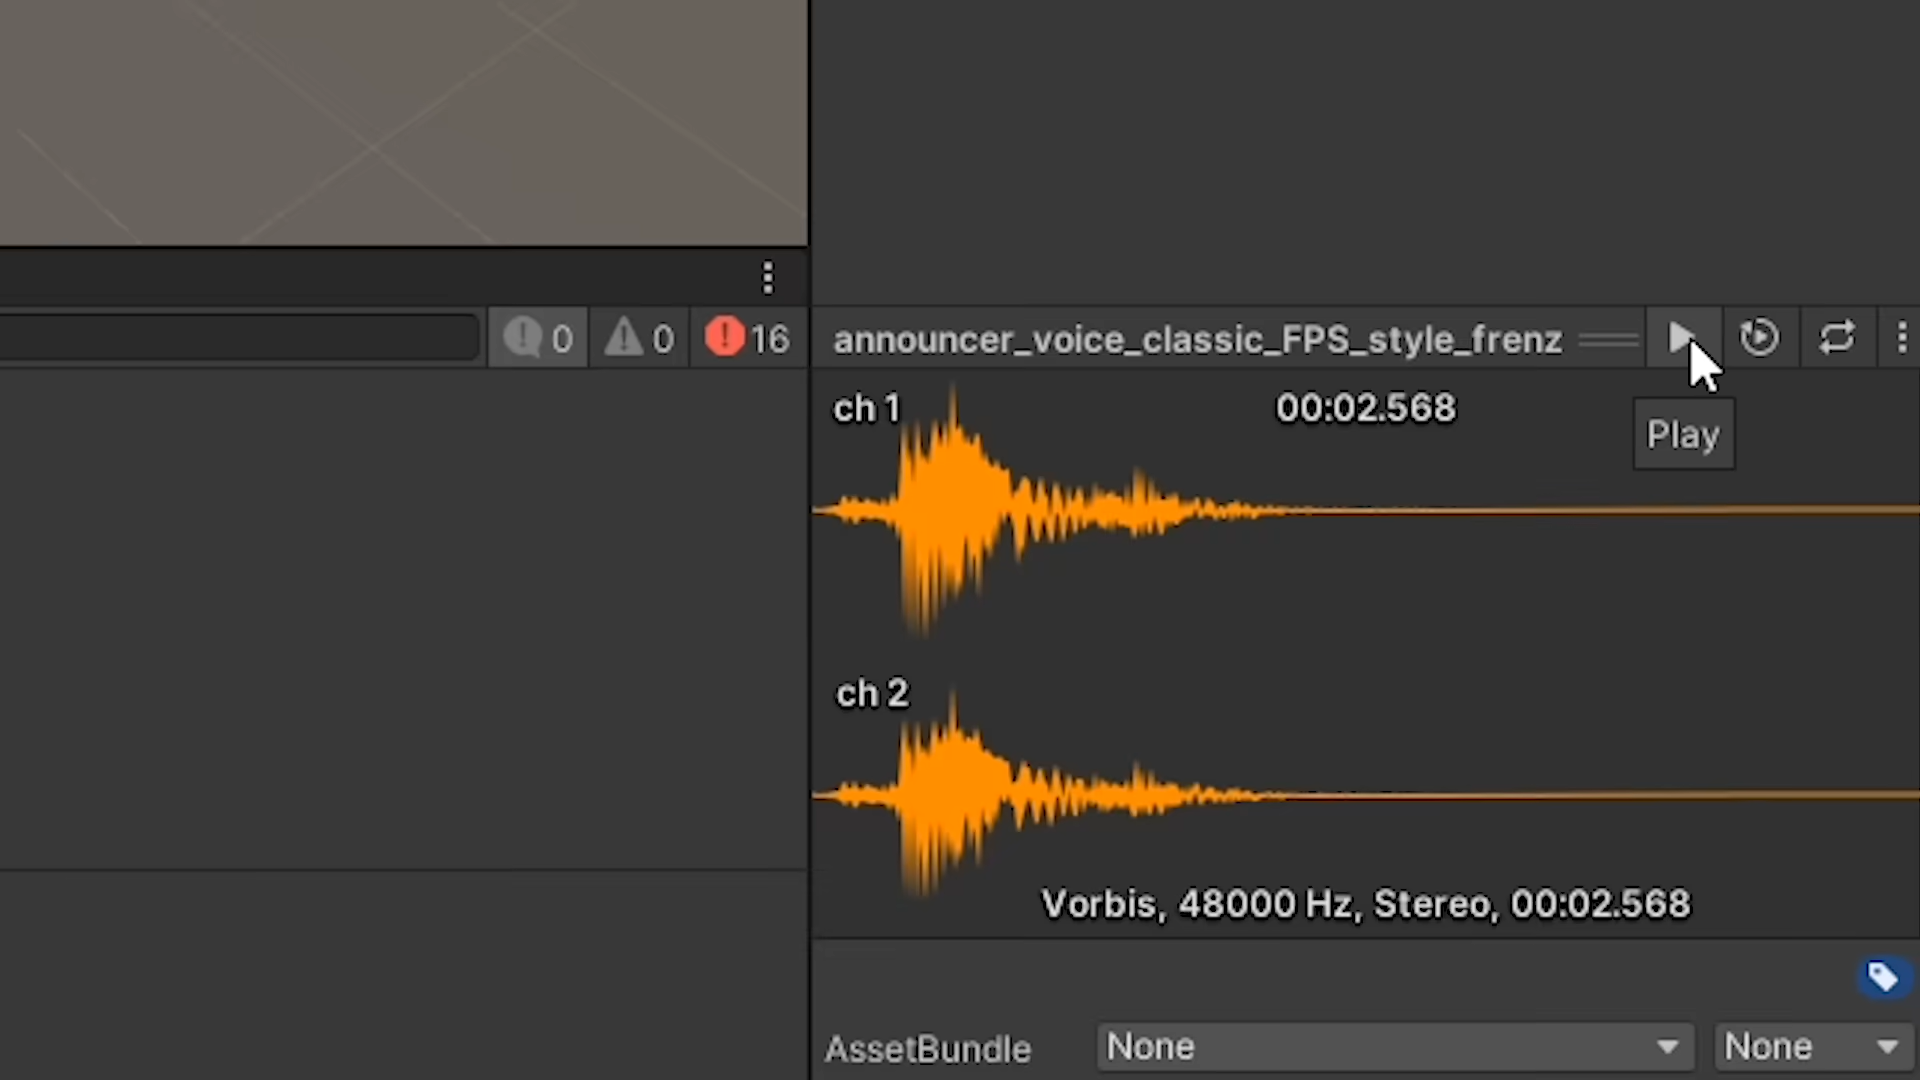 0
0
16
announcer_voice_classic_FPS_style_frenz
ch 1
00:02.568
Play
ch 2
Vorbis, 48000 Hz, Stereo, 00:02.568
AssetBundle
None
None